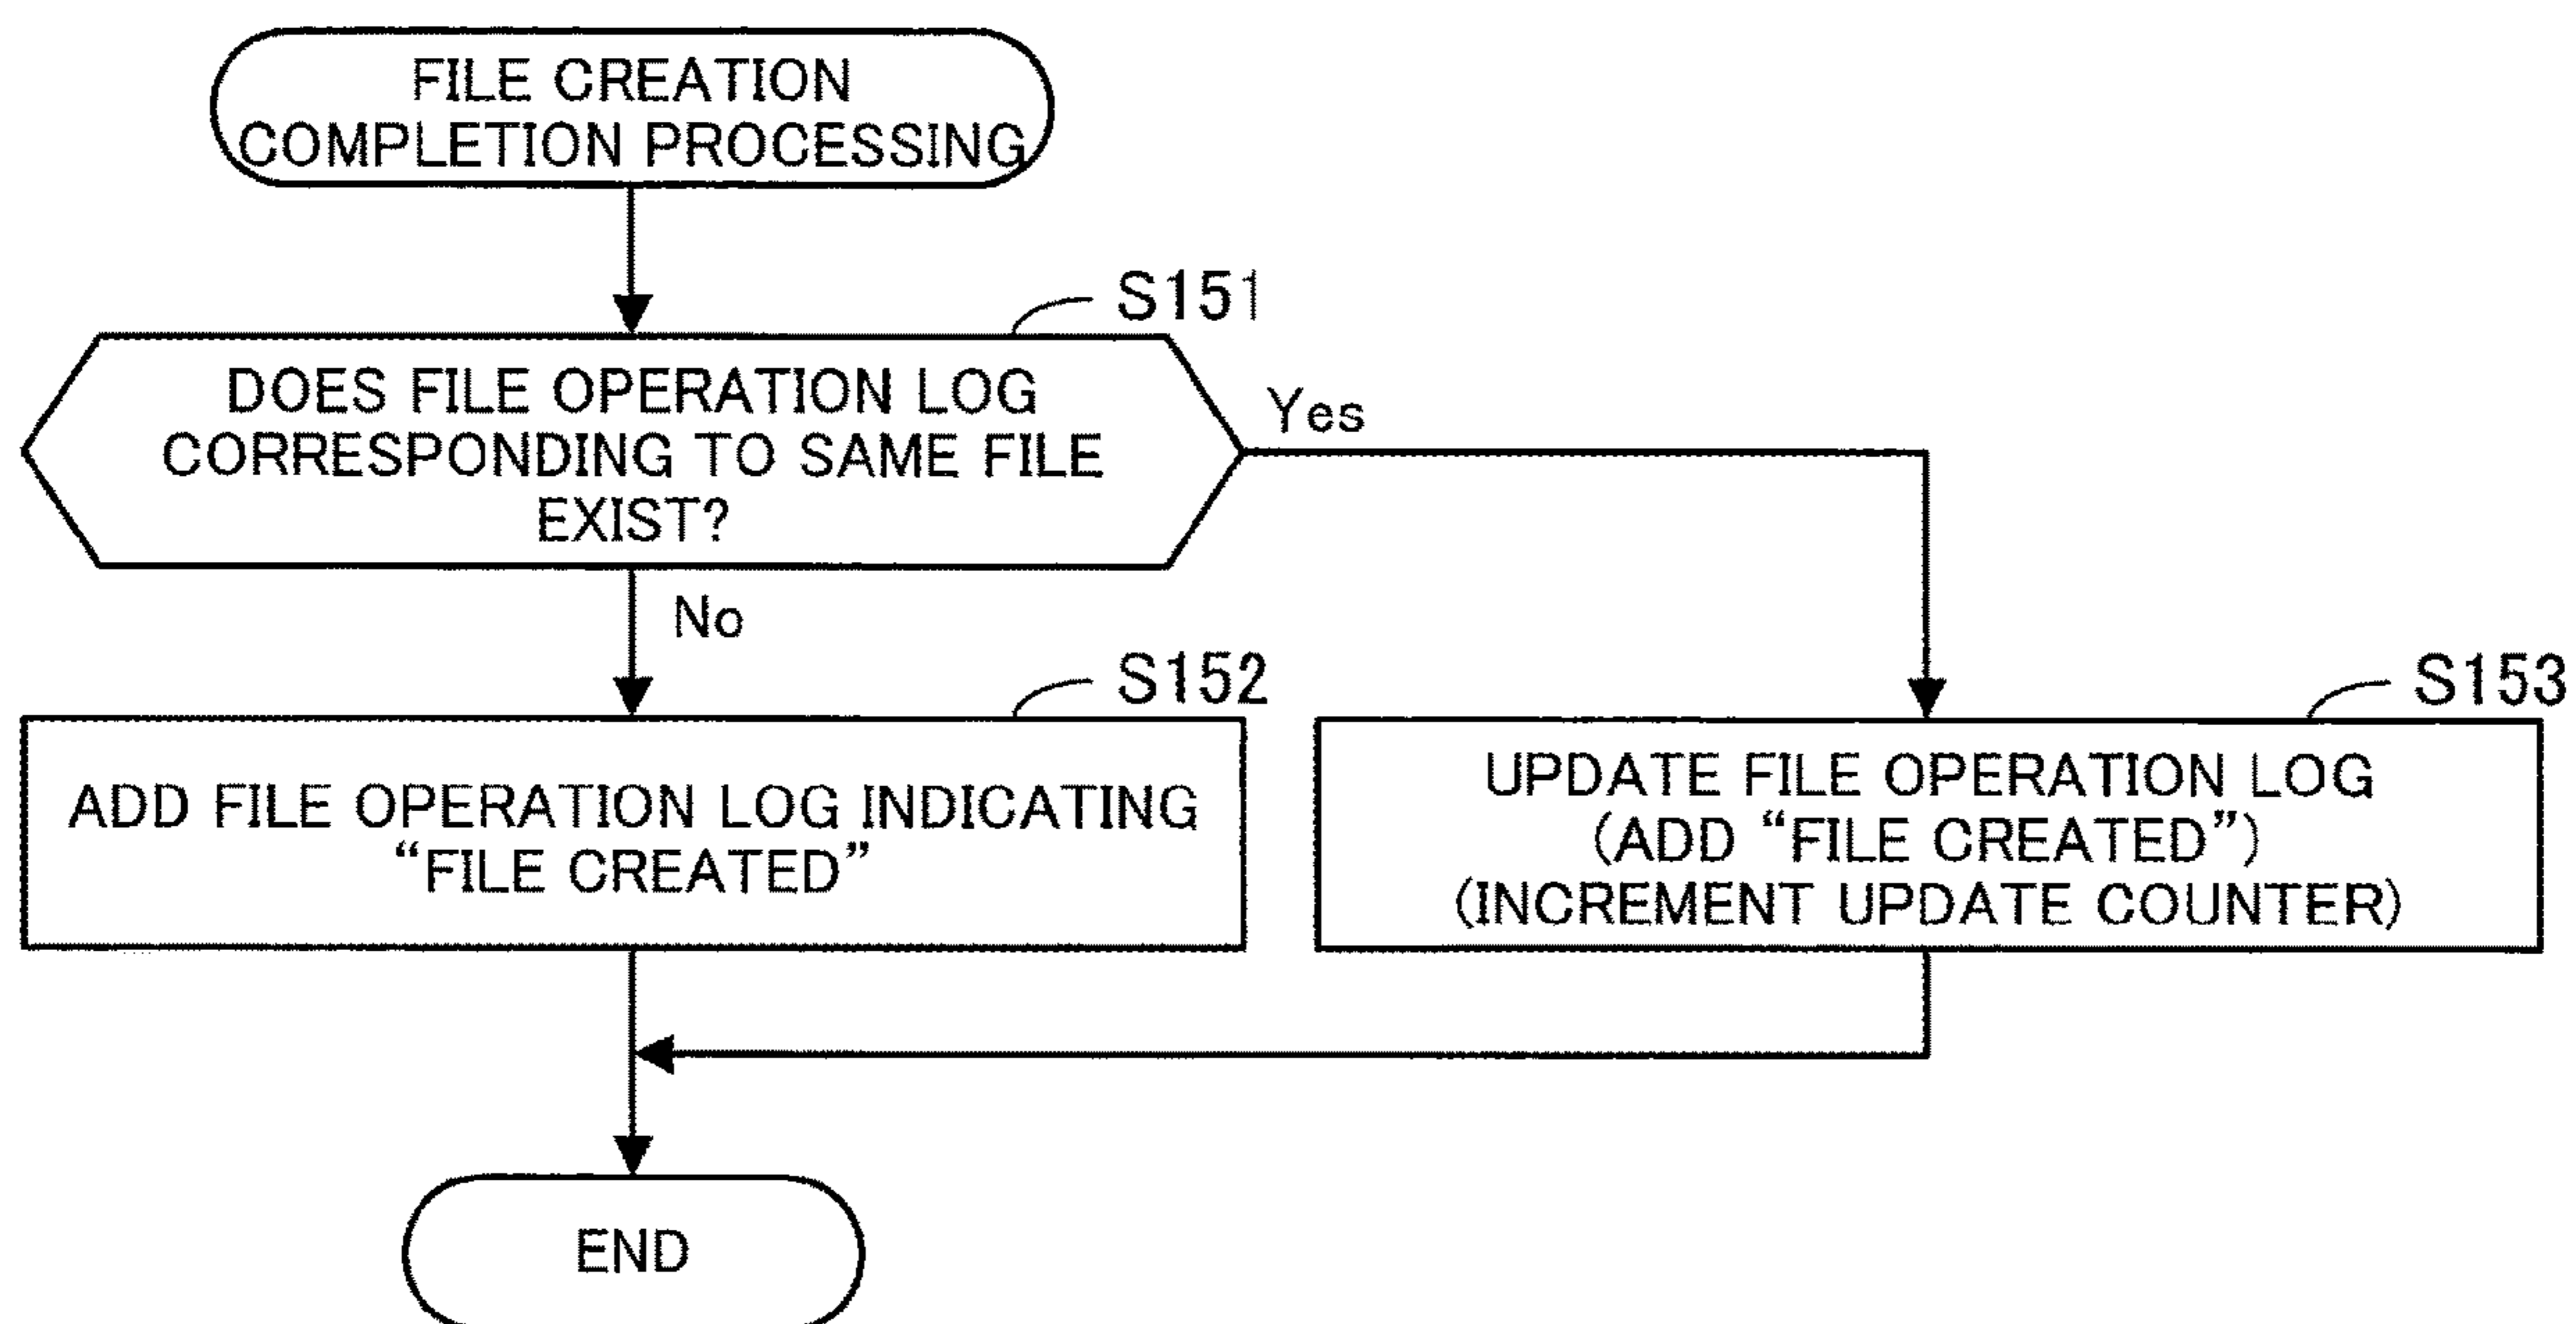 FILE CREATION
COMPLETION PROCESSING
S151
DOES FILE OPERATION LOG
CORRESPONDING TO SAME FILE
EXIST?
Yes
No
S152
ADD FILE OPERATION LOG INDICATING
“FILE CREATED”
S153
UPDATE FILE OPERATION LOG
(ADD “FILE CREATED”)
(INCREMENT UPDATE COUNTER)
END